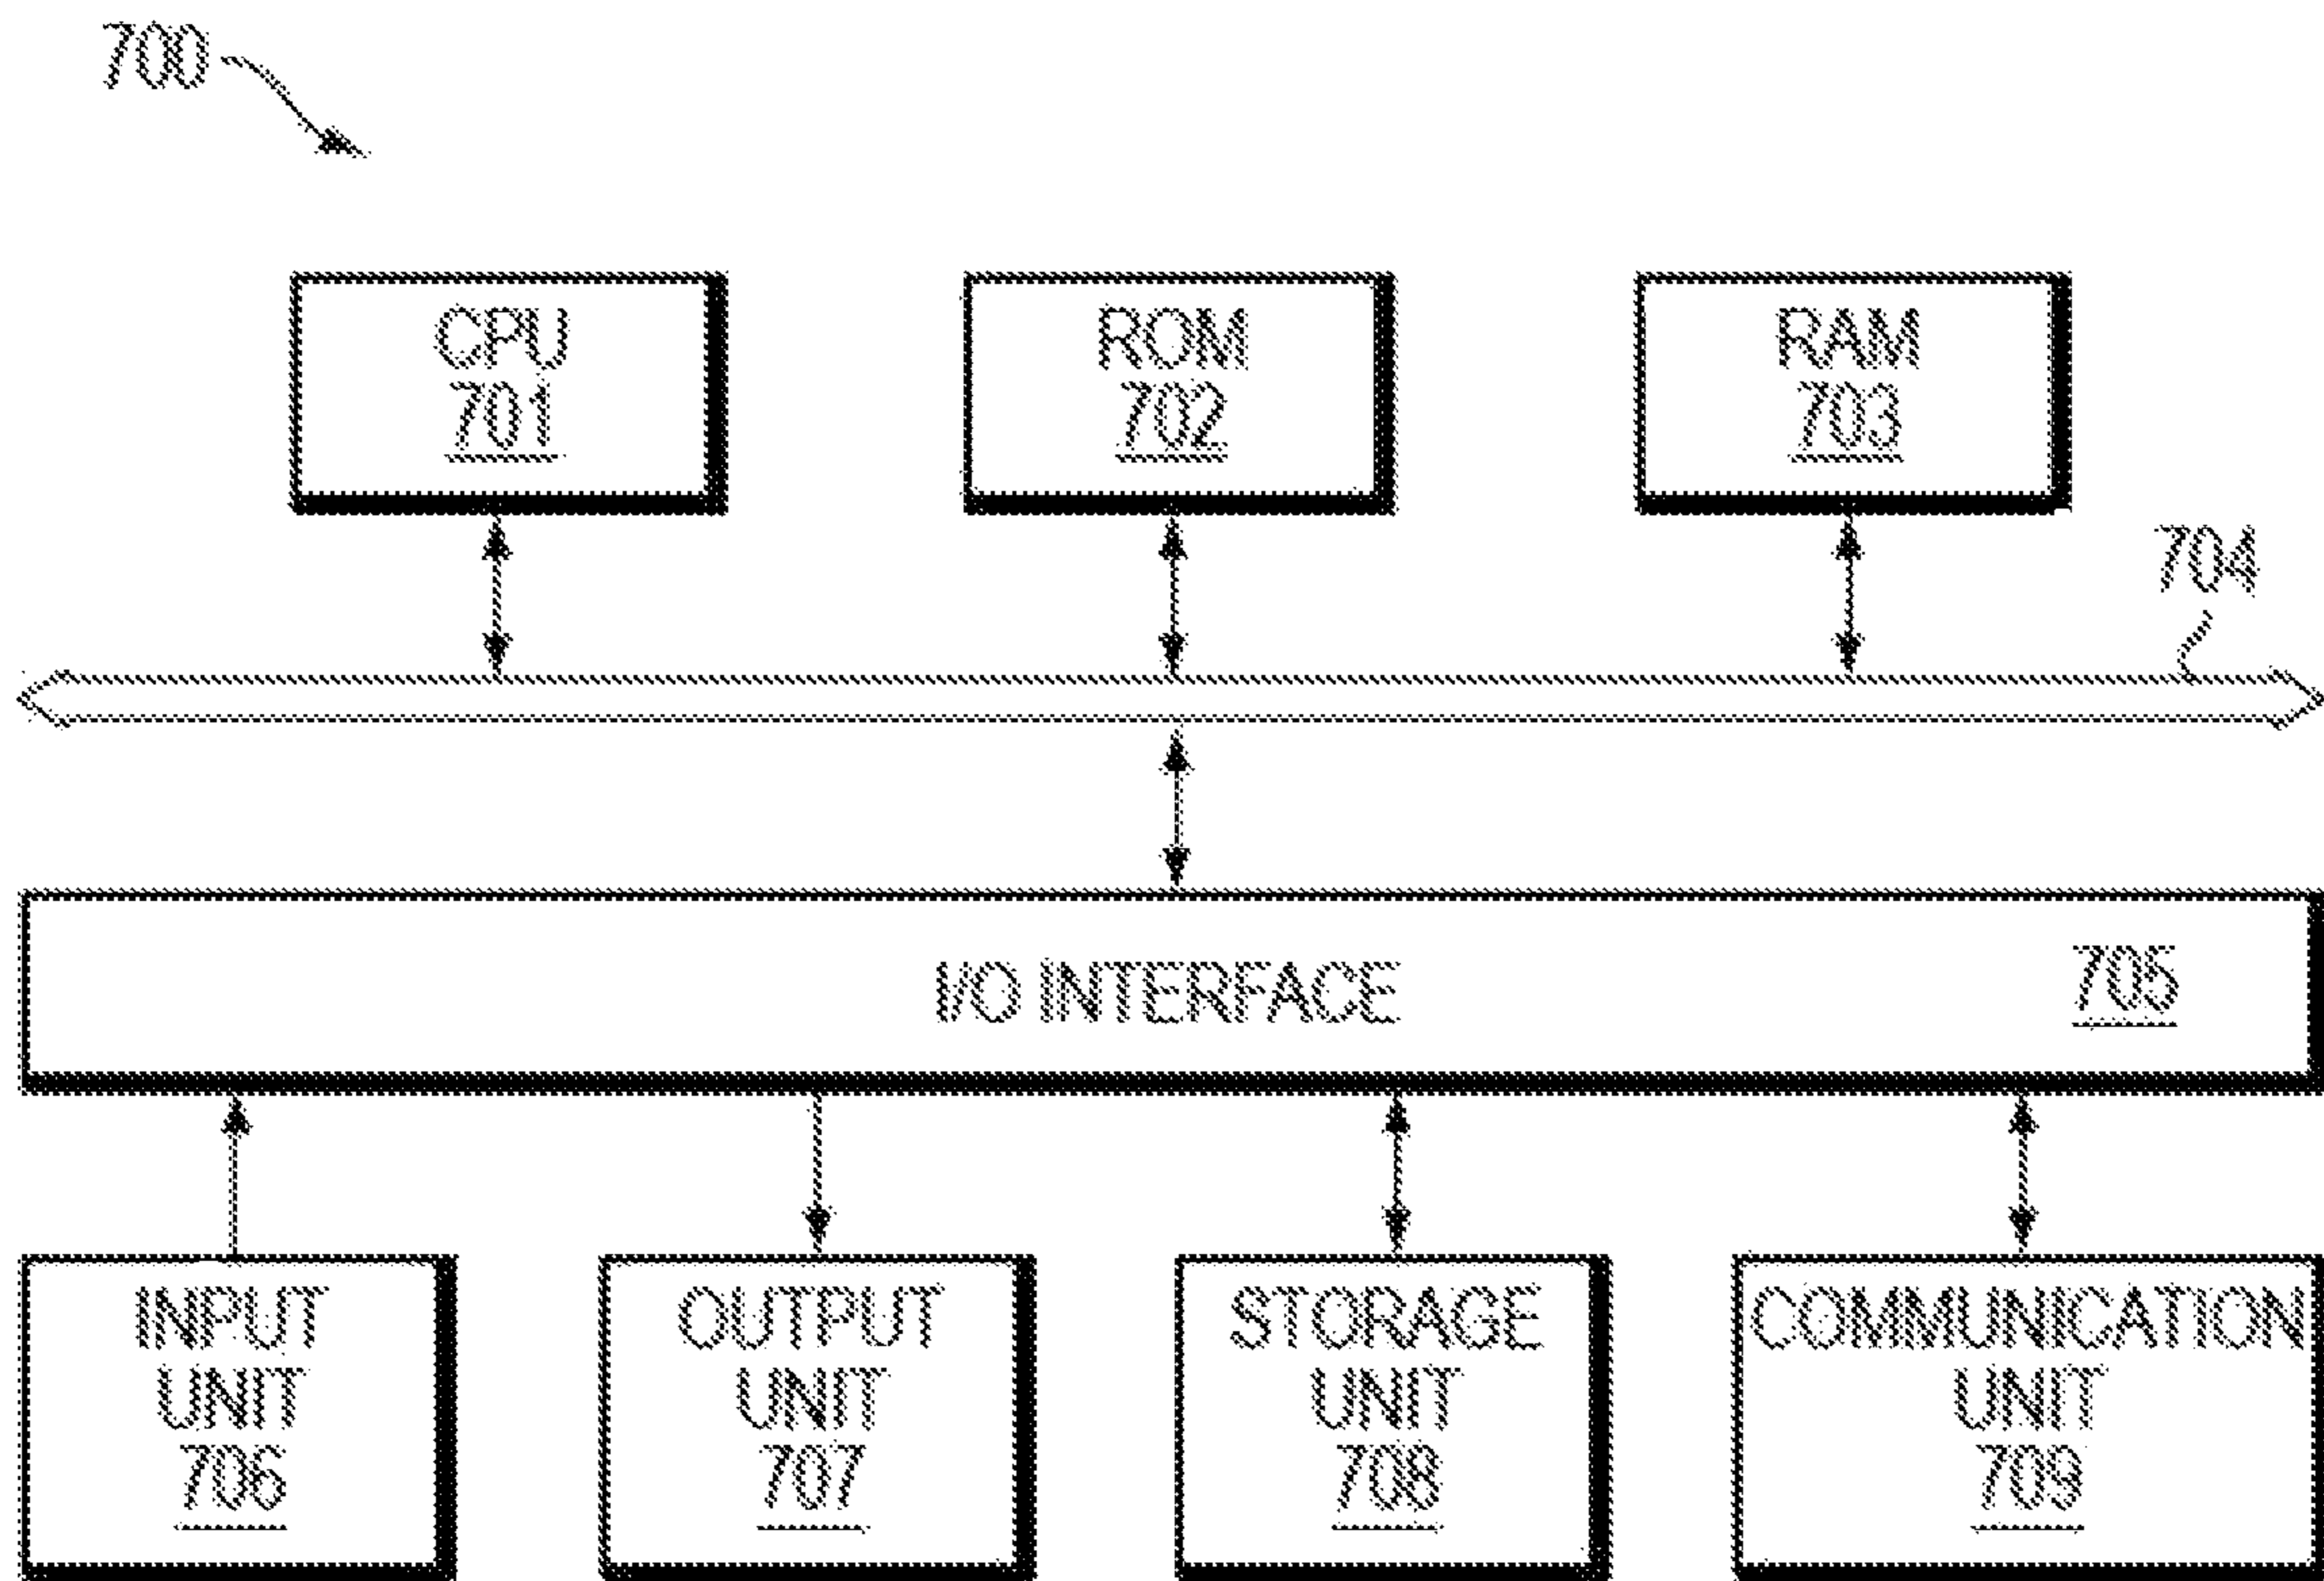 700
CPU
701
ROM
702
RAM
703
704
I/O INTERFACE
705
INPUT
UNIT
706
OUTPUT
UNIT
707
STORAGE
UNIT
708
COMMUNICATION
UNIT
709